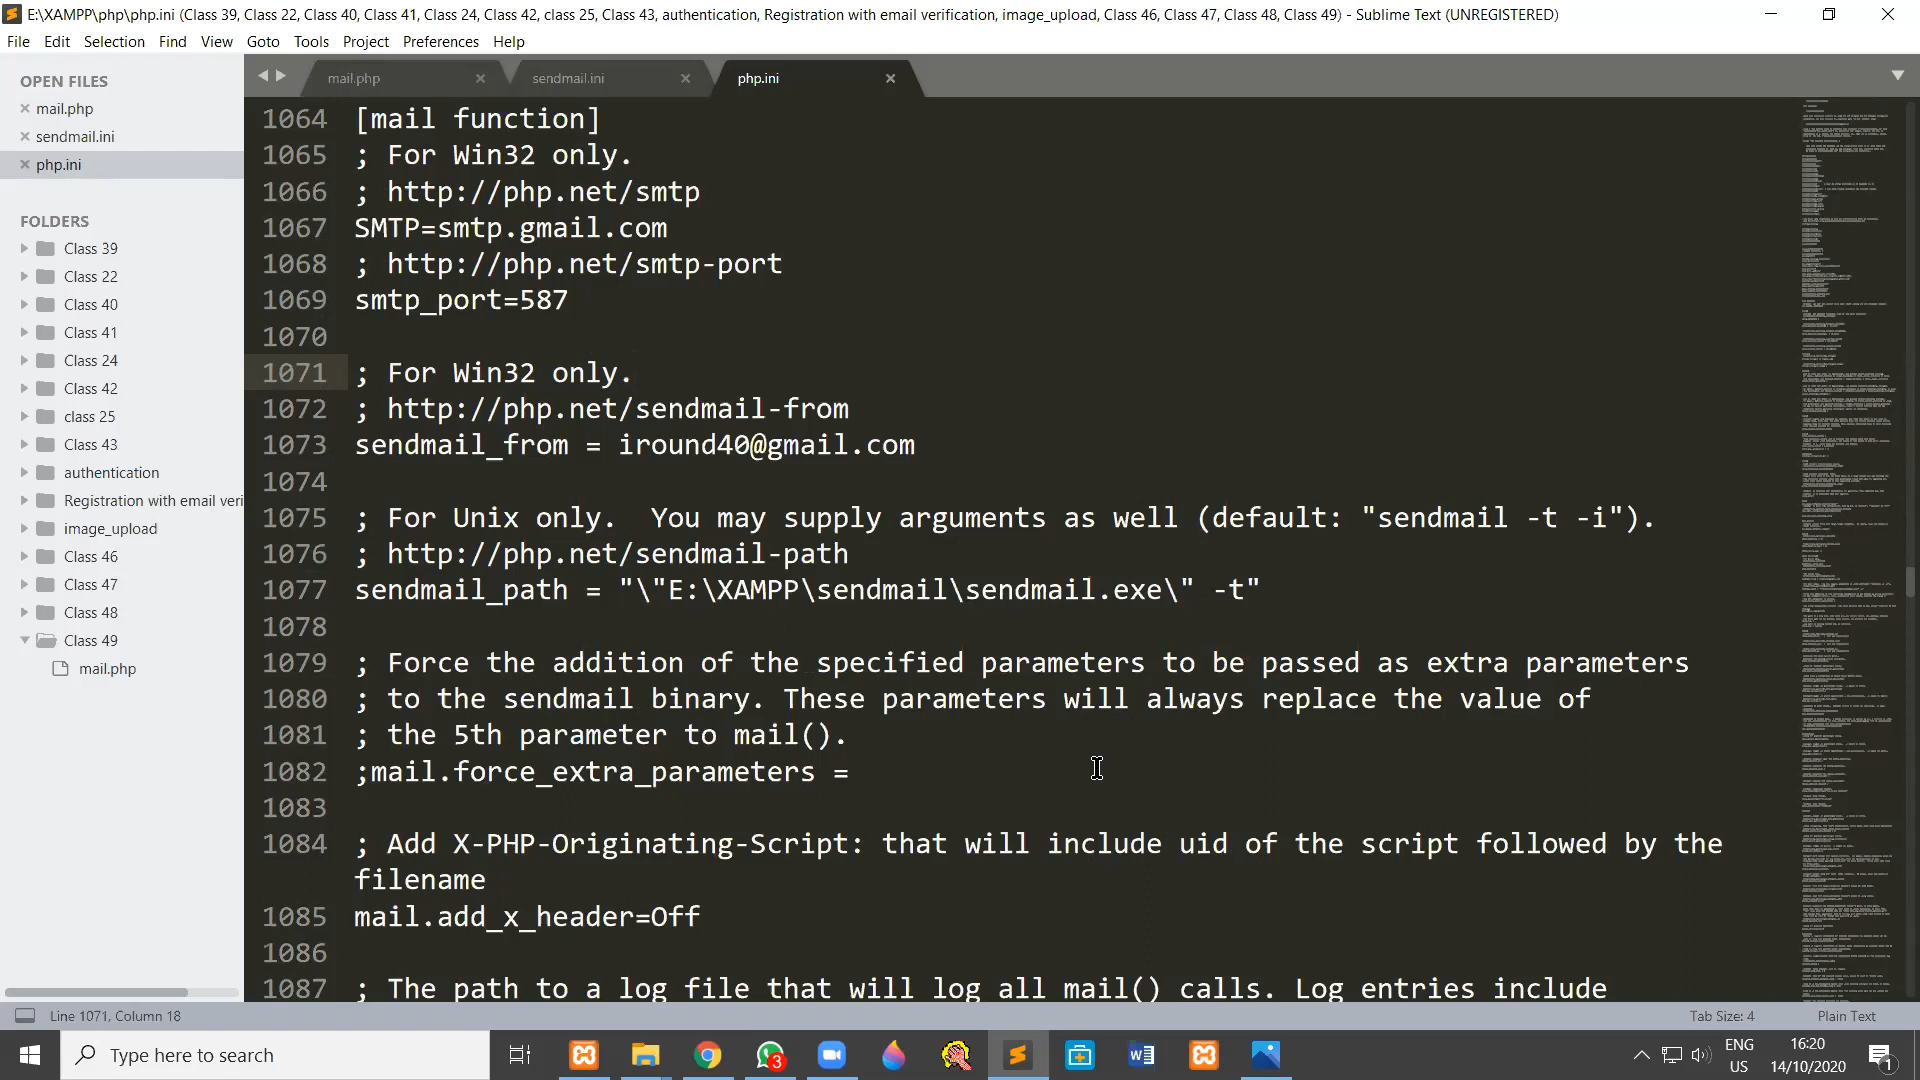 E:\XAMPP\php\php.ini (Class 39, Class 22, Class 40, Class 41, Class 24, Class 42, class 25, Class 43, authentication, Registration with email verification, image_upload, Class 46, Class 47, Class 48, Class 49) - Sublime Text (UNREGISTERED)
File Edit Selection Find View Goto Tools Project Preferences Help
OPEN FILES
mail.php
sendmail.ini
php.ini
FOLDERS
Class 39
Class 22
Class 40
Class 41
Class 24
Class 42
class 25
Class 43
authentication
Registration with email veri
image_upload
Class 46
Class 47
Class 48
Class 49
mail.php
mail.php sendmail.ini php.ini
1064 [mail function]
1065 ; For Win32 only.
1066 ; http://php.net/smtp
1067 SMTP=smtp.gmail.com
1068 ; http://php.net/smtp-port
1069 smtp_port=587
1070
1071 ; For Win32 only.
1072 ; http://php.net/sendmail-from
1073 sendmail_from = iround40@gmail.com
1074
1075 ; For Unix only.  You may supply arguments as well (default: "sendmail -t -i").
1076 ; http://php.net/sendmail-path
1077 sendmail_path = "\"E:\XAMPP\sendmail\sendmail.exe\" -t"
1078
1079 ; Force the addition of the specified parameters to be passed as extra parameters
1080 ; to the sendmail binary. These parameters will always replace the value of
1081 ; the 5th parameter to mail().
1082 ;mail.force_extra_parameters =
1083
1084 ; Add X-PHP-Originating-Script: that will include uid of the script followed by the
filename
1085 mail.add_x_header=Off
1086
1087 ; The path to a log file that will log all mail() calls. Log entries include
Line 1071, Column 18
Tab Size: 4
Plain Text
Type here to search
3
ENG
US
16:20
14/10/2020
1